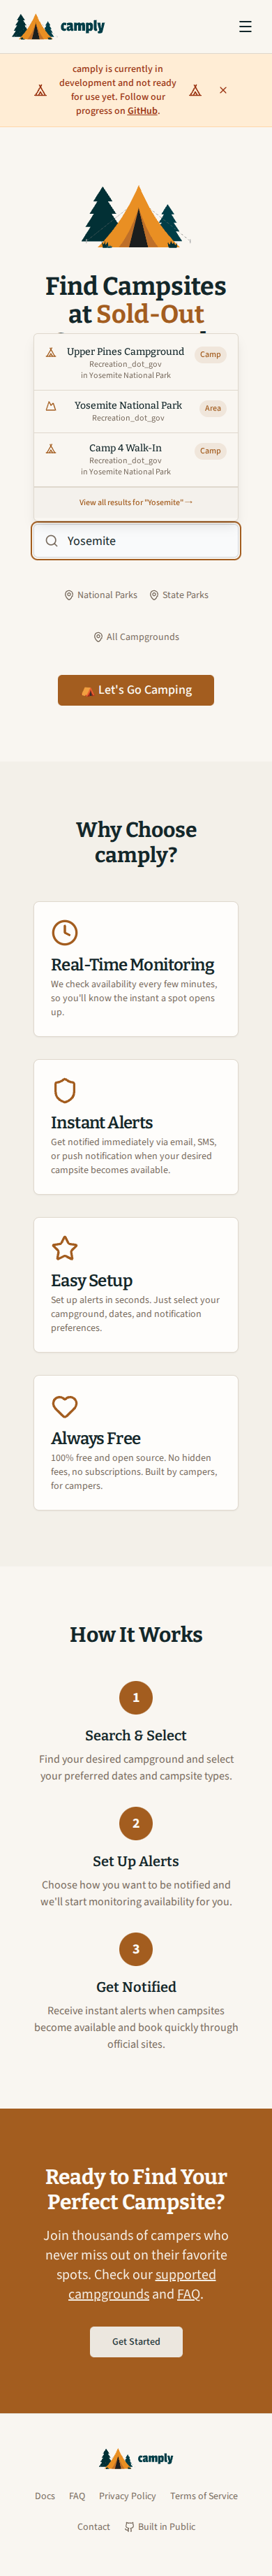 camply
camply is currently in
development and not ready
for use yet. Follow our
progress on GitHub.
Find Campsites
at Sold-Out
Upper Pines Campground
Recreation_dot_gov
in Yosemite National Park
Camp
Yosemite National Park
Recreation_dot_gov
Area
Camp 4 Walk-In
Recreation_dot_gov
in Yosemite National Park
Camp
View all results for "Yosemite" →
Yosemite
National Parks
State Parks
All Campgrounds
Let's Go Camping
Why Choose
camply?
Real-Time Monitoring
We check availability every few minutes,
so you'll know the instant a spot opens
up.
Instant Alerts
Get notified immediately via email, SMS,
or push notification when your desired
campsite becomes available.
Easy Setup
Set up alerts in seconds. Just select your
campground, dates, and notification
preferences.
Always Free
100% free and open source. No hidden
fees, no subscriptions. Built by campers,
for campers.
How It Works
1
Search & Select
Find your desired campground and select
your preferred dates and campsite types.
2
Set Up Alerts
Choose how you want to be notified and
we'll start monitoring availability for you.
3
Get Notified
Receive instant alerts when campsites
become available and book quickly through
official sites.
Ready to Find Your
Perfect Campsite?
Join thousands of campers who
never miss out on their favorite
spots. Check our supported
campgrounds and FAQ.
Get Started
camply
Docs
FAQ
Privacy Policy
Terms of Service
Contact
Built in Public